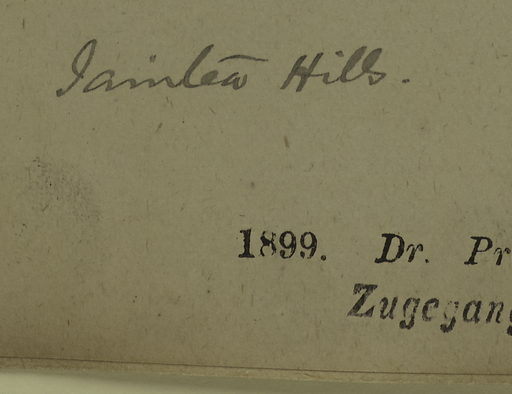 Jaintea Hills.
1899. Dr. Pr
Zugegang